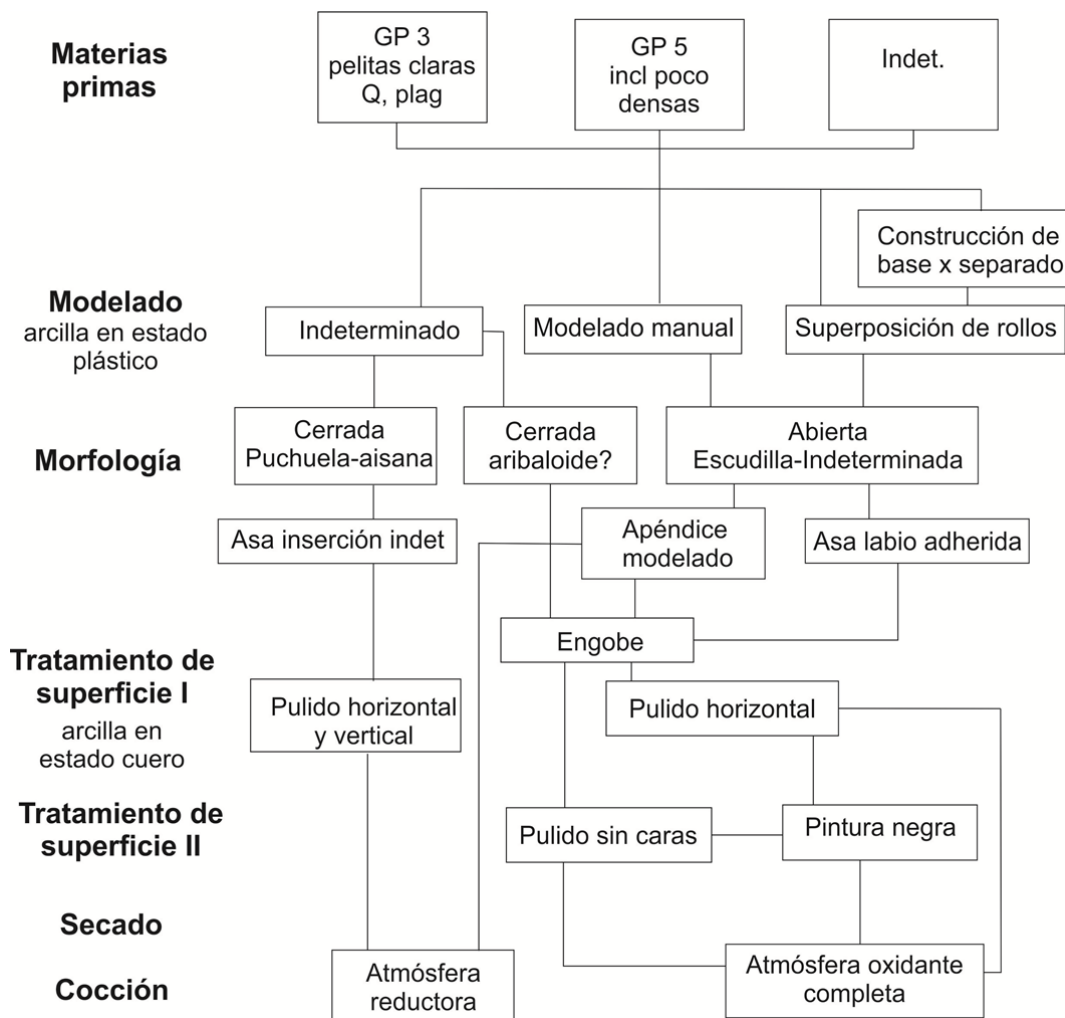 Materias
primas
GP 3
pelitas claras
Q, plag
GP 5
incl poco
densas
Indet.
Construcción de
base x separado
Modelado
arcilla en estado
plástico
Indeterminado
Modelado manual
Superposición de rollos
Morfología
Cerrada
Puchuela-aisana
Cerrada
aribaloide?
Abierta
Escudilla-Indeterminada
Asa inserción indet
Apéndice
modelado
Asa labio adherida
Engobe
Tratamiento de
superficie I
arcilla en
estado cuero
Pulido horizontal
y vertical
Pulido horizontal
Tratamiento de
superficie II
Pulido sin caras
Pintura negra
Secado
Cocción
Atmósfera
reductora
Atmósfera oxidante
completa